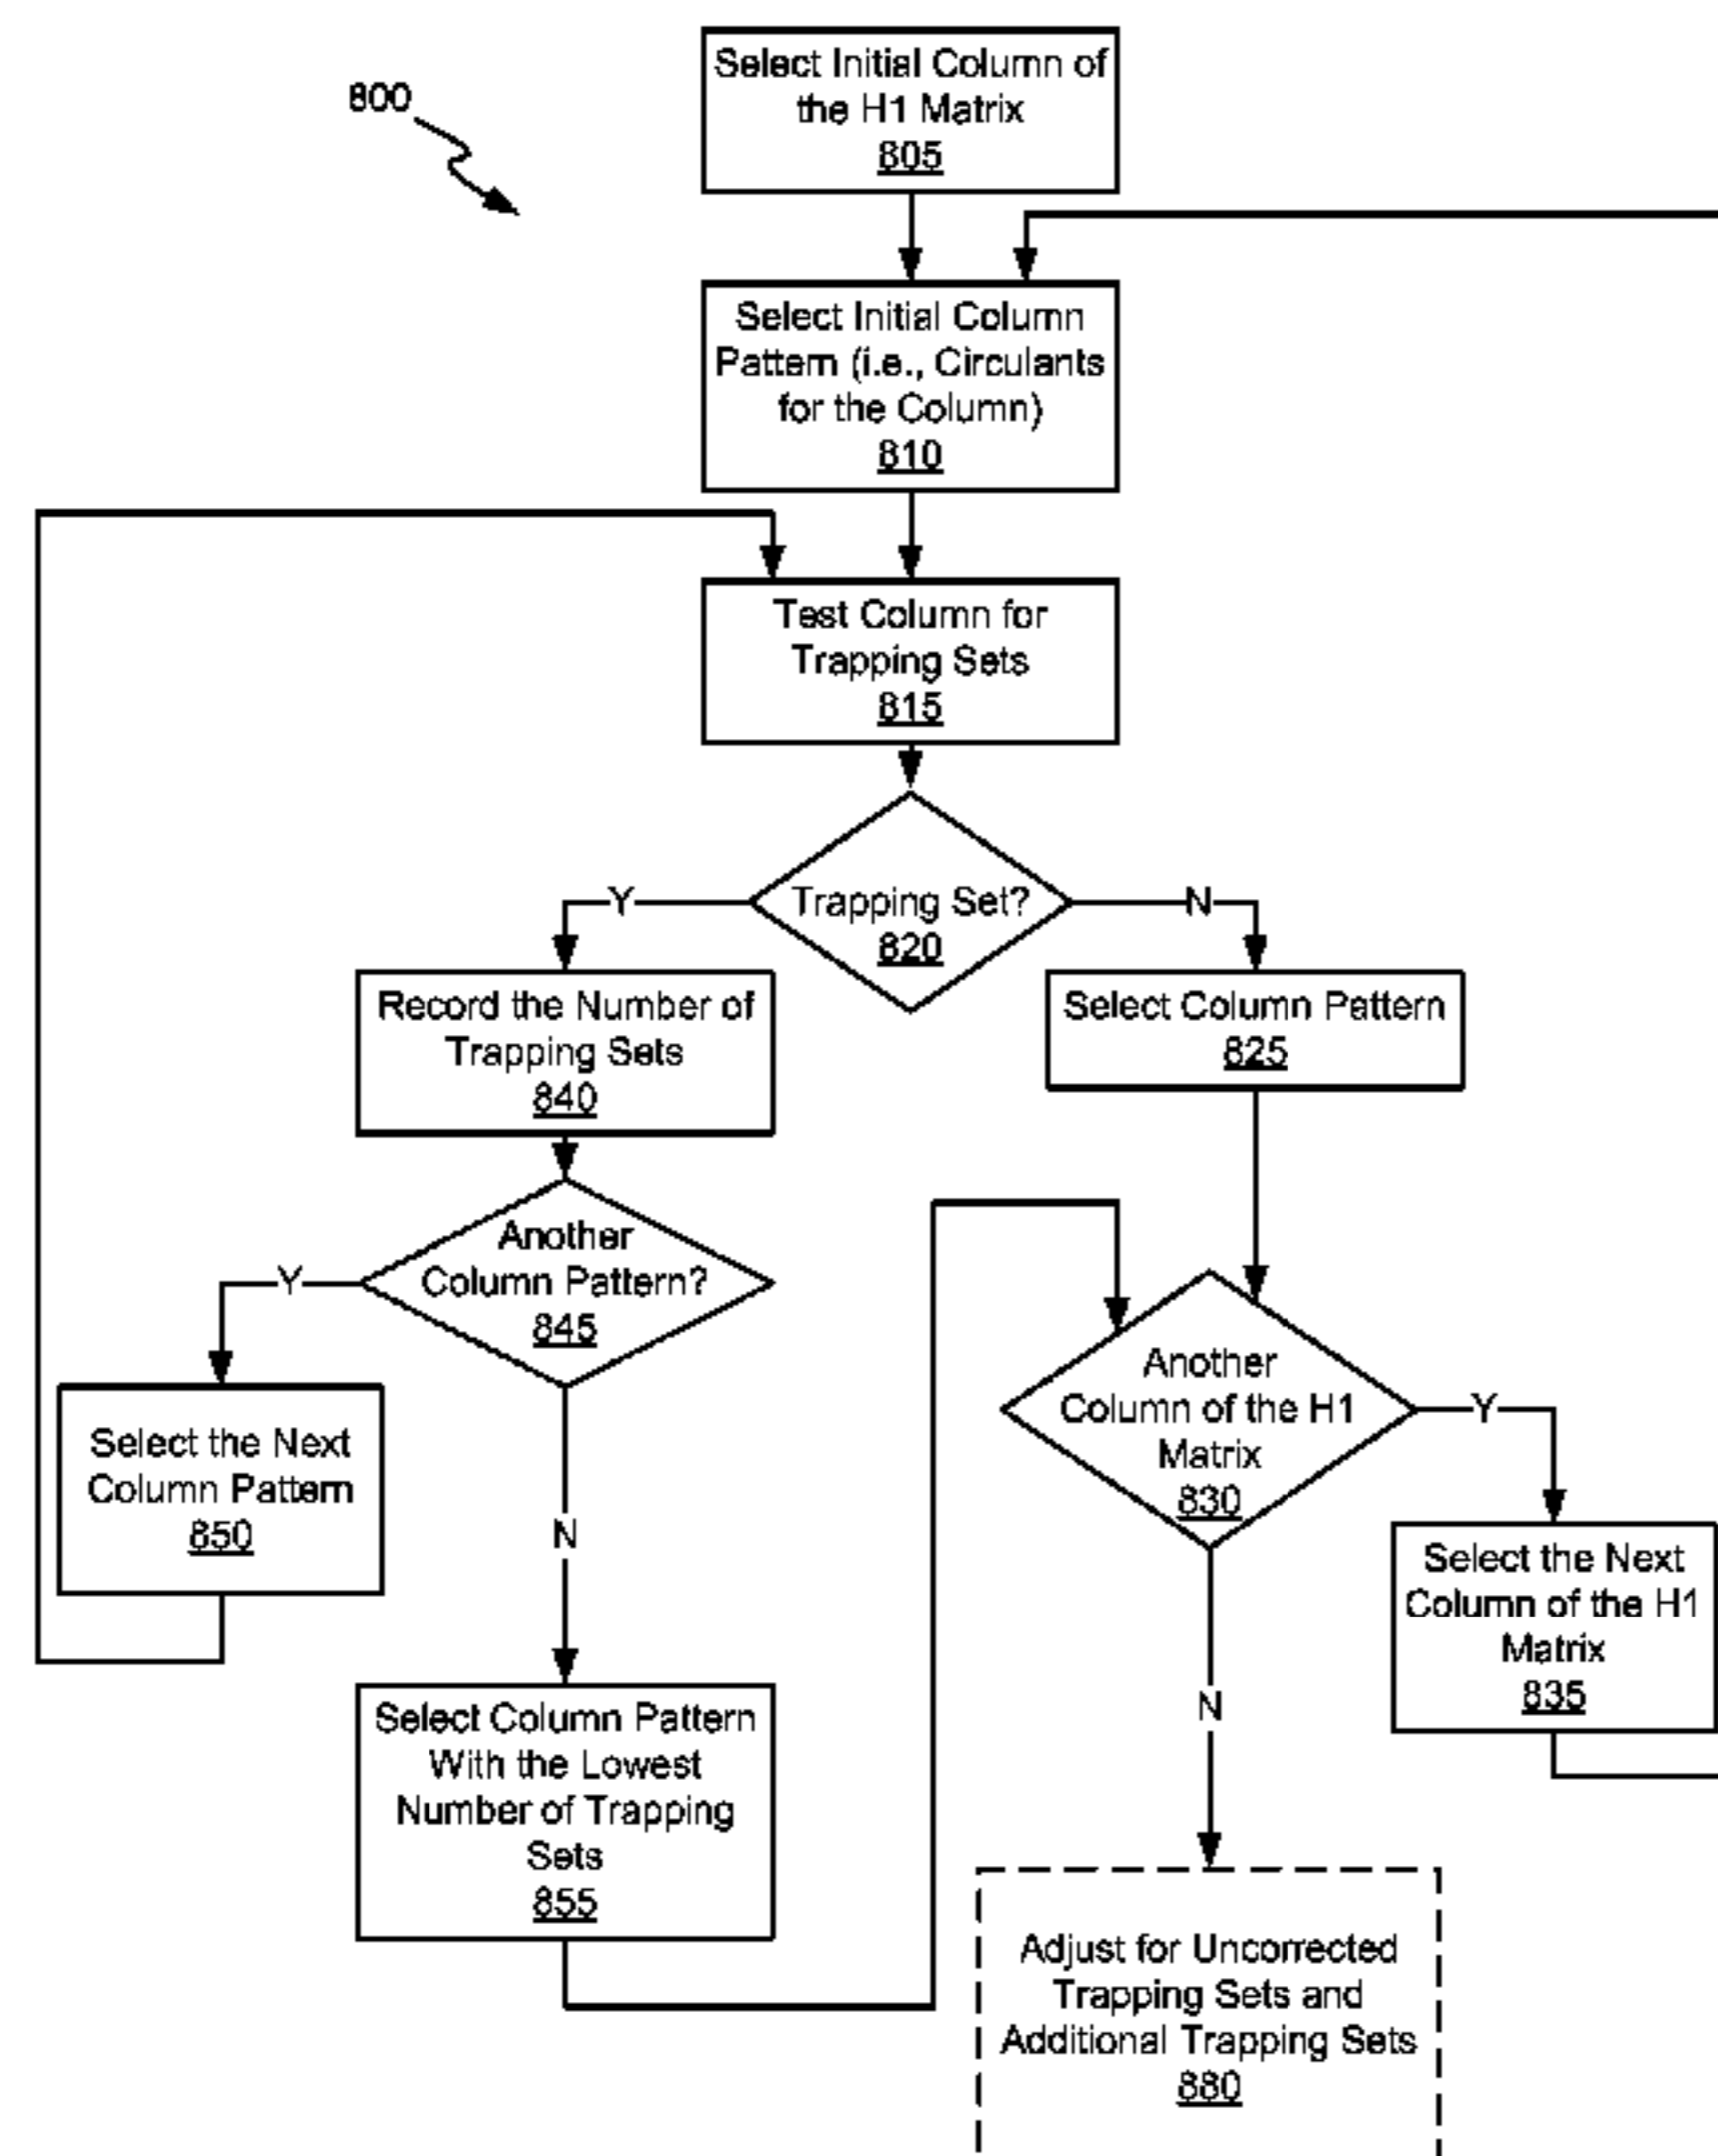 800
Select Initial Column of
the H1 Matrix
805
Select Initial Column
Pattern (i.e., Circulants
for the Column)
810
Test Column for
Trapping Sets
815
Trapping Set?
820
Y
N
Record the Number of
Trapping Sets
840
Select Column Pattern
825
Another
Column Pattern?
845
Y
N
Select the Next
Column Pattern
850
Another
Column of the H1
Matrix
830
Y
N
Select the Next
Column of the H1
Matrix
835
Select Column Pattern
With the Lowest
Number of Trapping
Sets
855
Adjust for Uncorrected
Trapping Sets and
Additional Trapping Sets
880